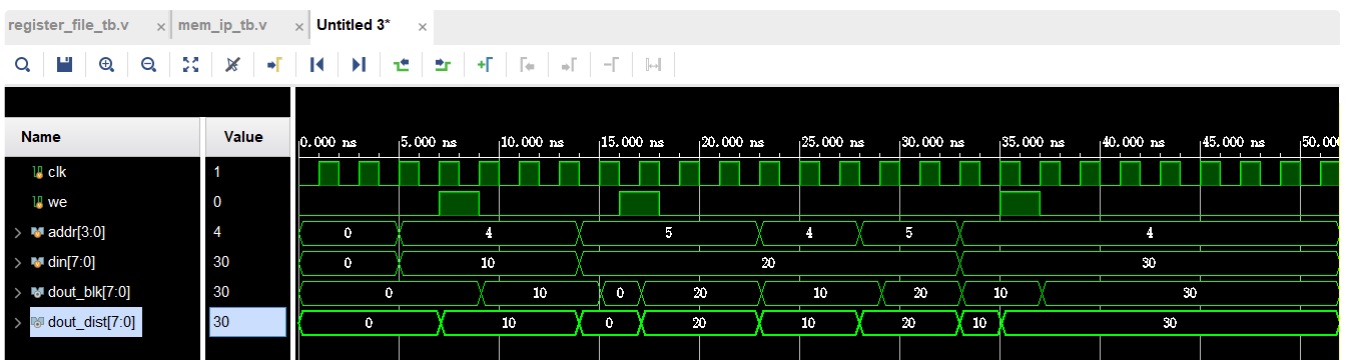 register_file_tb.v × mem_ip_tb.v × Untitled 3* ×
Name Value 0.000 ns 5.000 ns 10.000 ns 15.000 ns 20.000 ns 25.000 ns 30.000 ns 35.000 ns 40.000 ns 45.000 ns 50.00
clk 1
we 0
addr[3:0] 4 0 4 5 4 5 4
din[7:0] 30 0 10 20 30
dout_blk[7:0] 30 0 10 0 20 10 20 10 30
dout_dist[7:0] 30 0 10 0 20 10 20 10 30